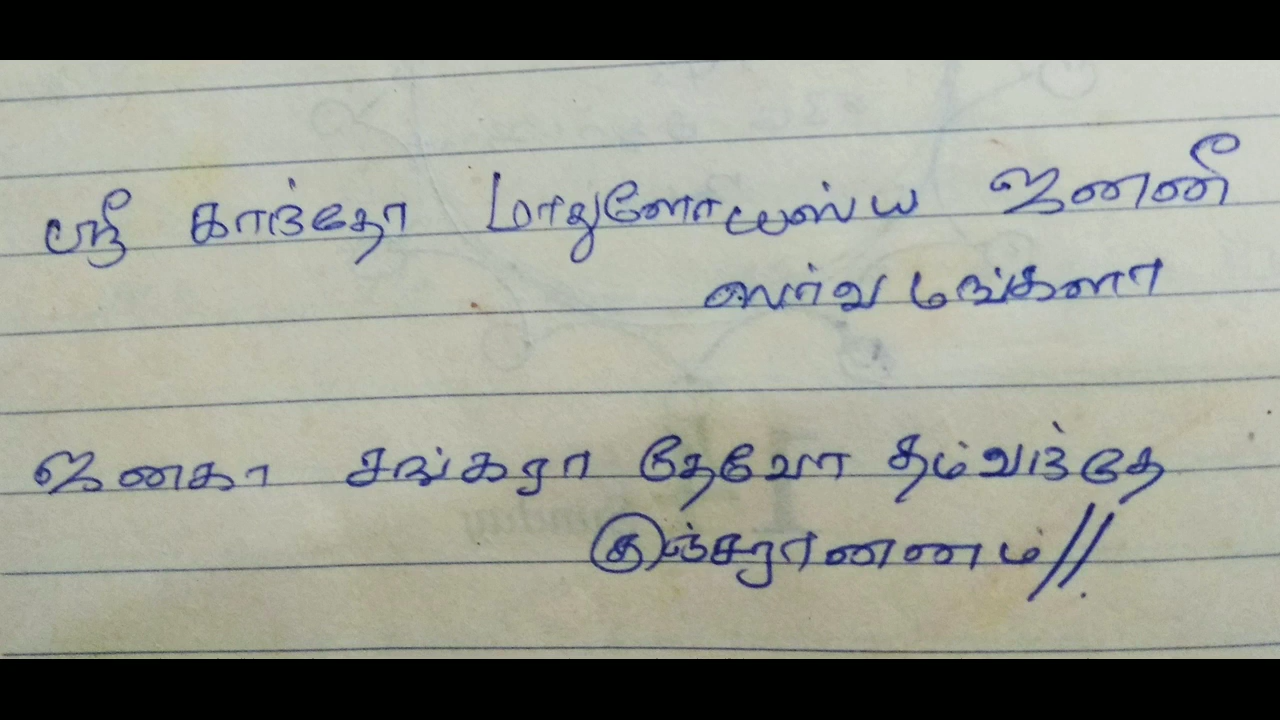 ஸ்ரீ காந்தோ மாதுளோ யஸ்ய ஜனனீ
ஸர்வ மங்களா
ஜனகா சங்கரா தேவோ தம்வந்தே
குஞ்சரானனம்//